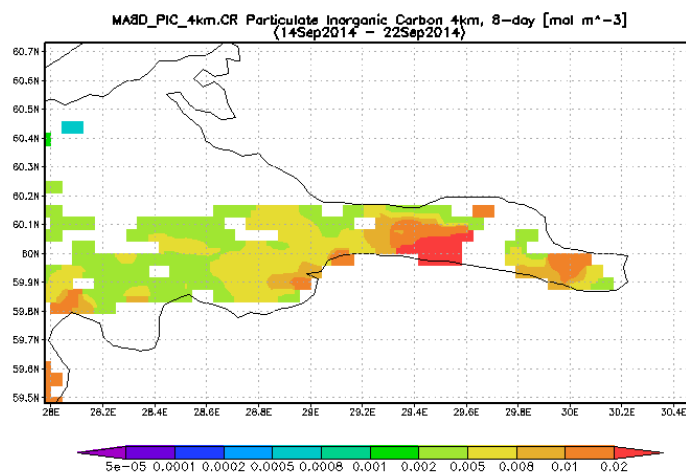 MA8D_PIC_4km.CR Particulate Inorganic Carbon 4km, 8-day [mol m^-3]
(14Sep2014 - 22Sep2014)
60.7N
60.6N
60.5N
60.4N
60.3N
60.2N
60.1N
60N
59.9N
59.8N
59.7N
59.6N
59.5N
28E 28.2E 28.4E 28.6E 28.8E 29E 29.2E 29.4E 29.6E 29.8E 30E 30.2E 30.4E
5e-05 0.0001 0.0002 0.0005 0.0008 0.001 0.002 0.005 0.008 0.01 0.02